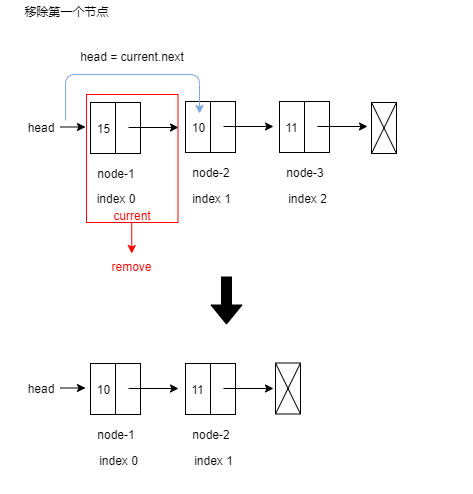 移除第一个节点
head = current.next
head 15 10 11
node-1 node-2 node-3
index 0 index 1 index 2
current
remove
head 10 11
node-1 node-2
index 0 index 1